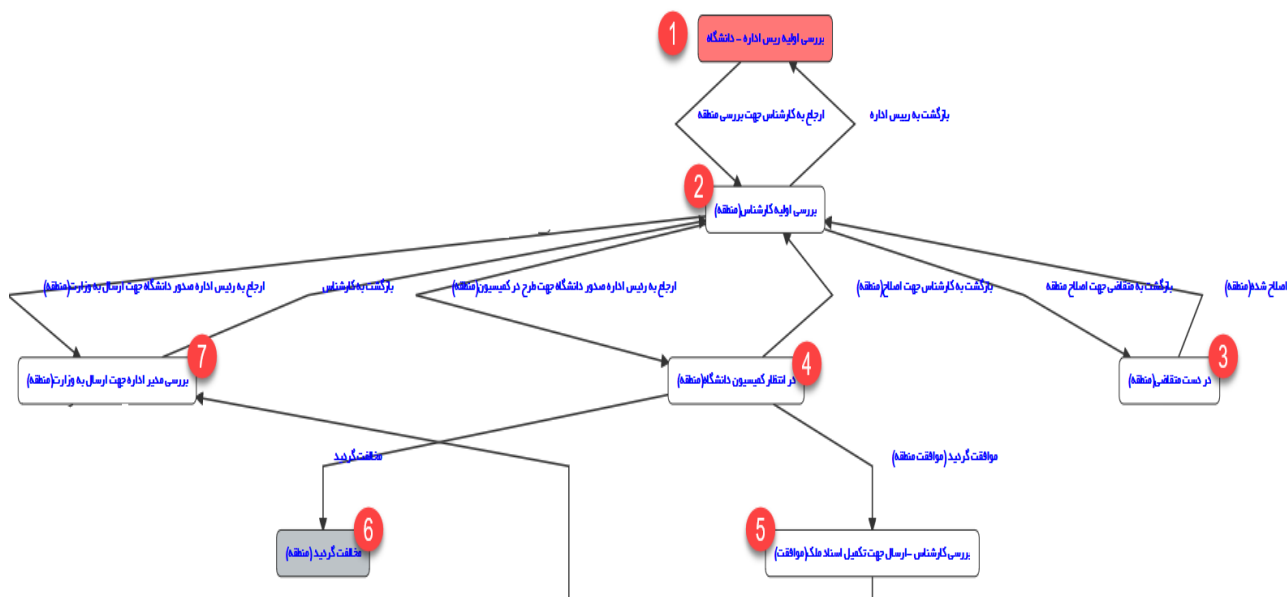 1
بررسی اولیه ریس اداره - دانشگاه
ارجاع به کارشناس جهت بررسی منطقه
بازگشت به رییس اداره
2
بررسی اولیه کارشناس(منطقه)
ارجاع به رئیس اداره صدور دانشگاه جهت ارسال به وزارت(منطقه)
بازگشت به کارشناس
ارجاع به رئیس اداره صدور دانشگاه جهت طرح در کمیسیون(منطقه)
بازگشت به کارشناس جهت اصلاح(منطقه)
بازگشت به متقاضی جهت اصلاح منطقه
اصلاح شده(منطقه)
7
بررسی مدیر اداره جهت ارسال به وزارت(منطقه)
4
در انتظار کمیسیون دانشگاه(منطقه)
3
در دست متقاضی(منطقه)
مخالفت گردید
موافقت گردید (موافقت منطقه)
6
مخالفت گردید (منطقه)
5
بررسی کارشناس -ارسال جهت تکمیل اسناد ملک(موافقت)